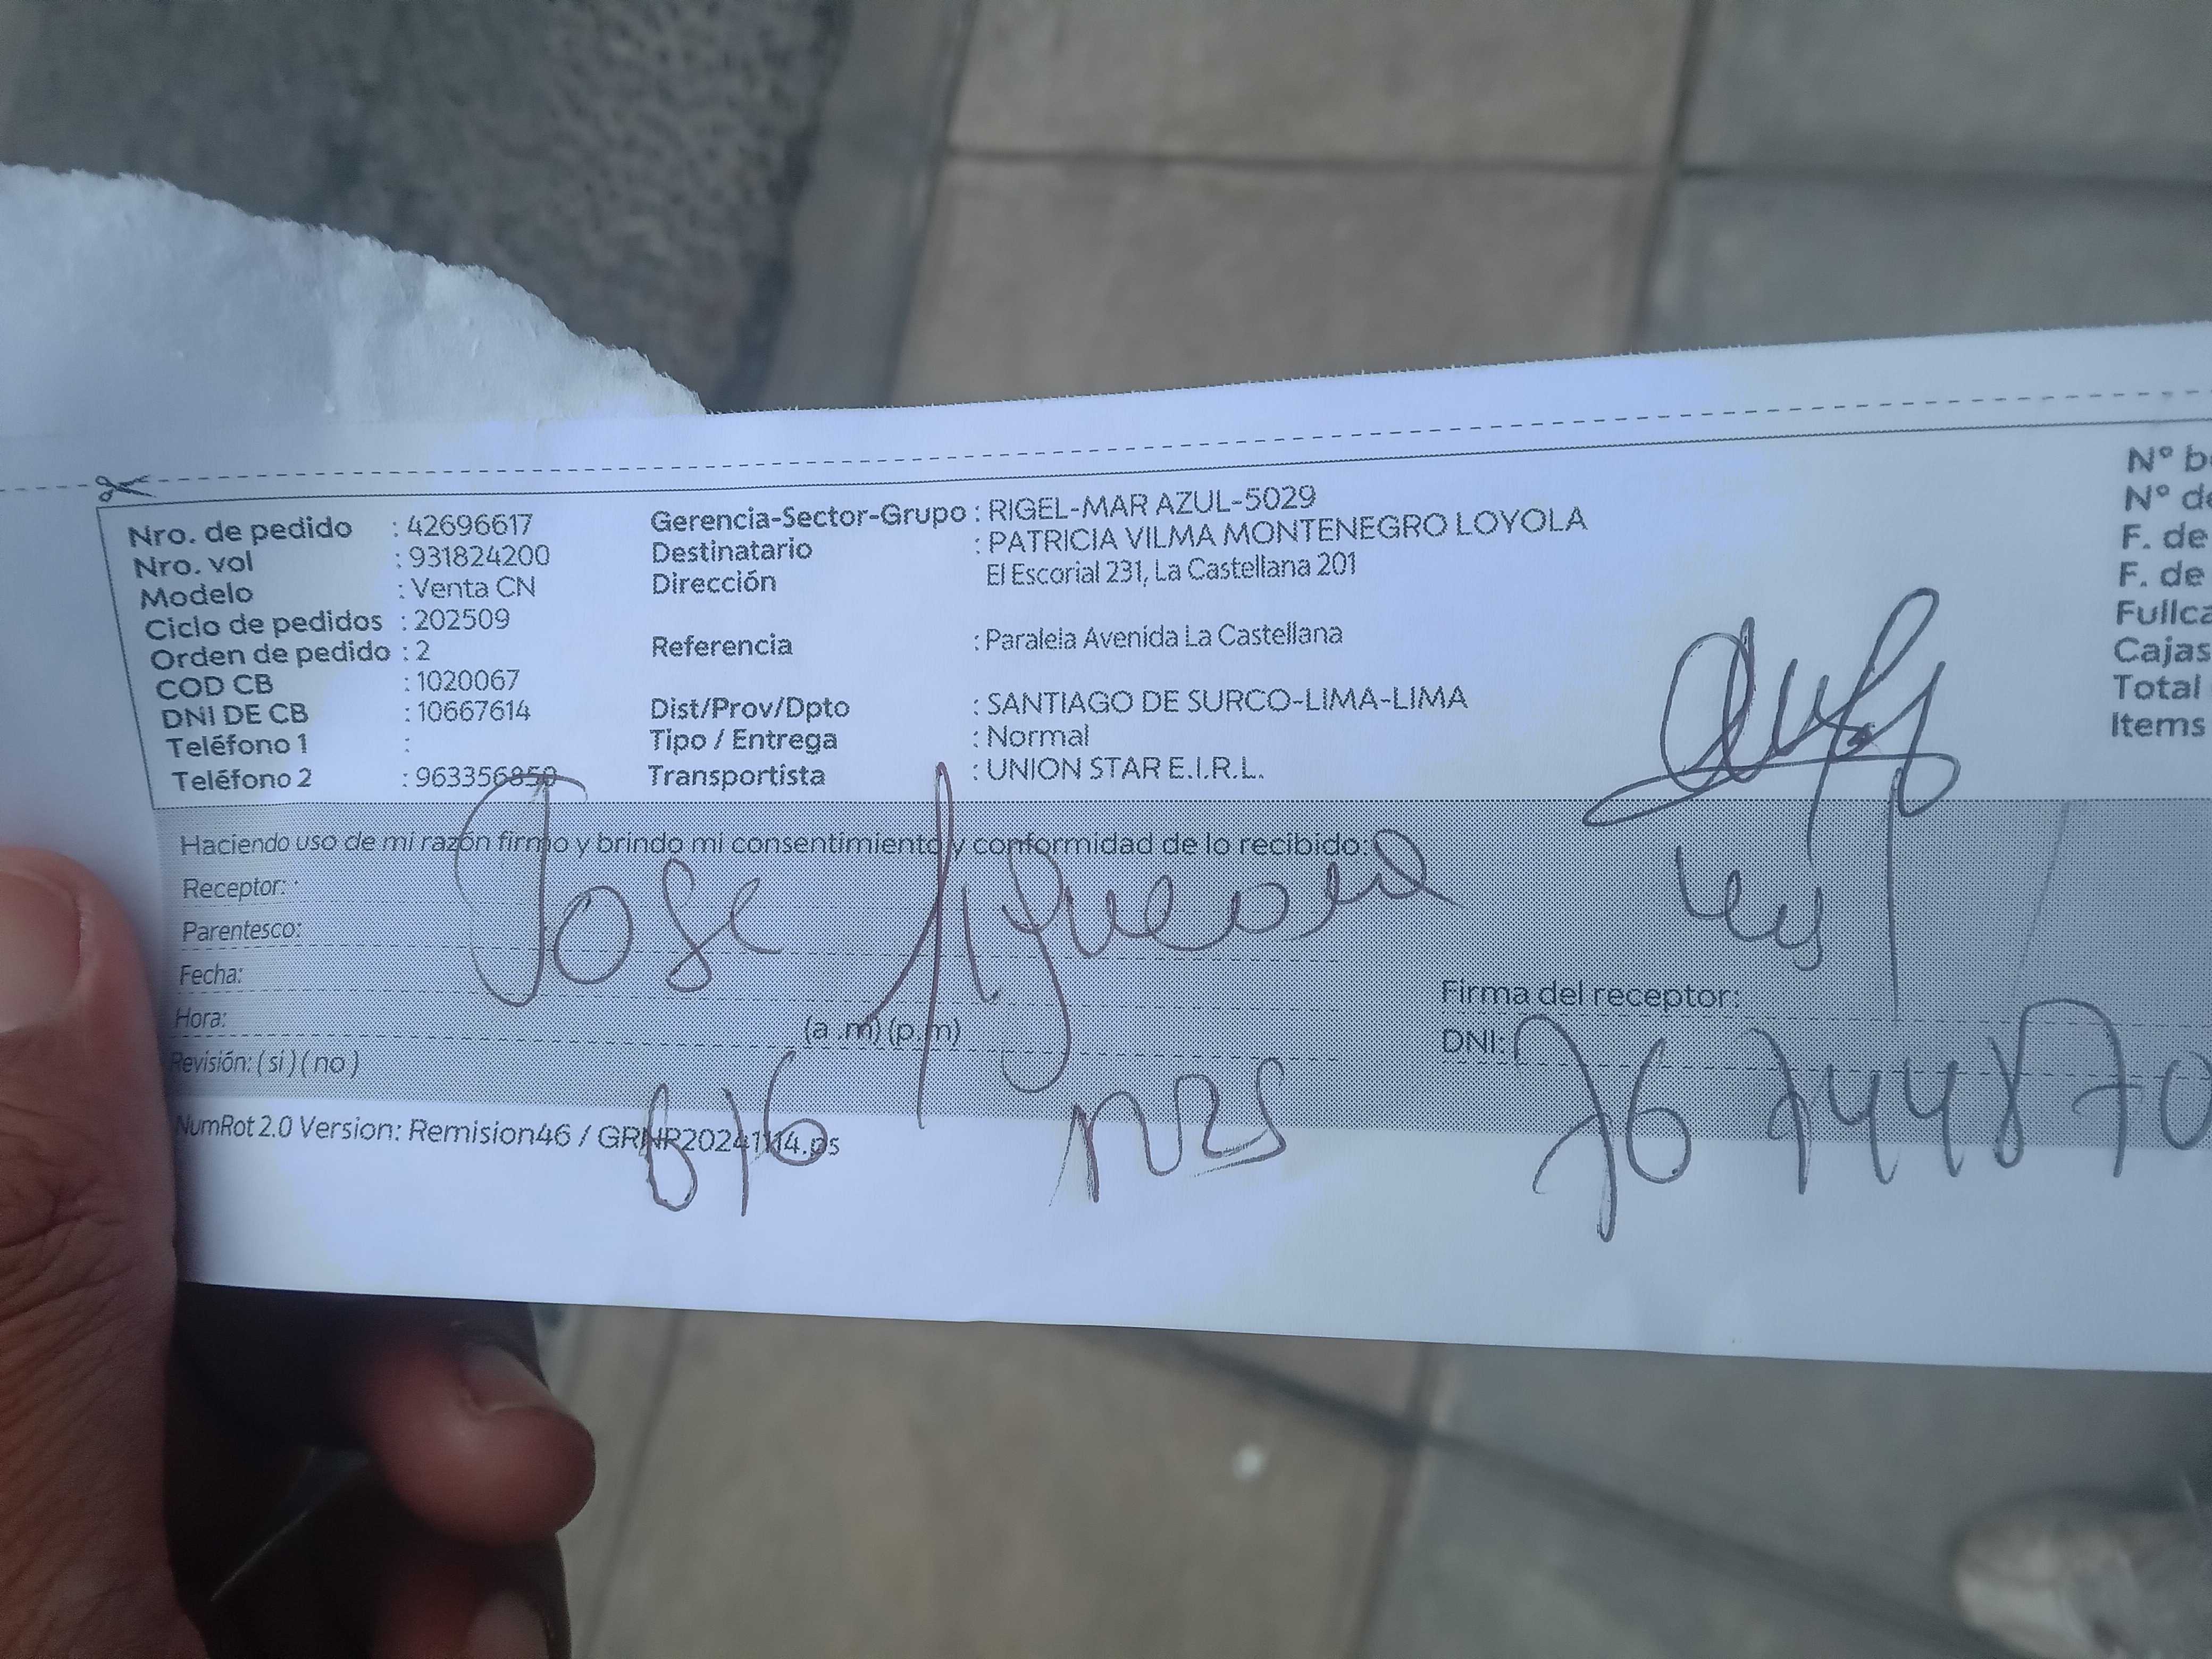 Nro. de pedido : 42696617
Nro. vol : 931824200
Modelo : Venta CN
Ciclo de pedidos : 202509
Orden de pedido : 2
COD CB : 1020067
DNI DE CB : 10667614
Teléfono 1 :
Teléfono 2 : 963356850
Gerencia-Sector-Grupo : RIGEL-MAR AZUL-5029
Destinatario : PATRICIA VILMA MONTENEGRO LOYOLA
Dirección El Escorial 231, La Castellana 201
Referencia : Paralela Avenida La Castellana
Dist/Prov/Dpto : SANTIAGO DE SURCO-LIMA-LIMA
Tipo / Entrega : Normal
Transportista : UNION STAR E.I.R.L.
N° b
N° de
F. de
F. de
Fullca
Cajas
Total
Items
Haciendo uso de mi razón firmo y brindo mi consentimiento y conformidad de lo recibido:
Receptor: Jose
Parentesco:
Fecha:
Hora: (a.m) (p.m)
Revisión: ( si ) ( no )
Firma del receptor:
DNI: 76744870
NumRot 2.0 Version: Remision46 / GRNR20241114.ps